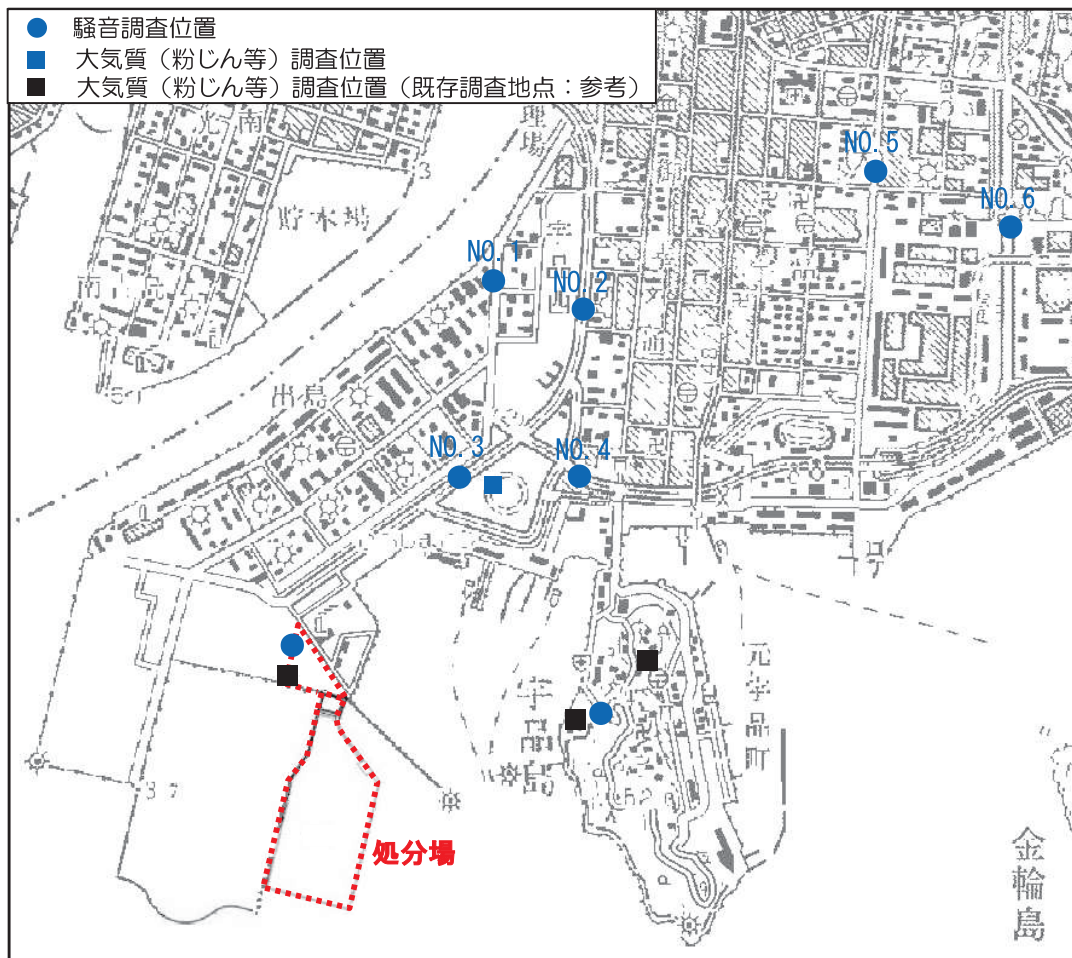 騒音調査位置
大気質（粉じん等）調査位置
大気質（粉じん等）調査位置（既存調査地点：参考）
光南
貯木場
NO. 5
NO. 6
NO. 1
NO. 2
出島
NO. 3
NO. 4
元宇品町
処分場
金輪島